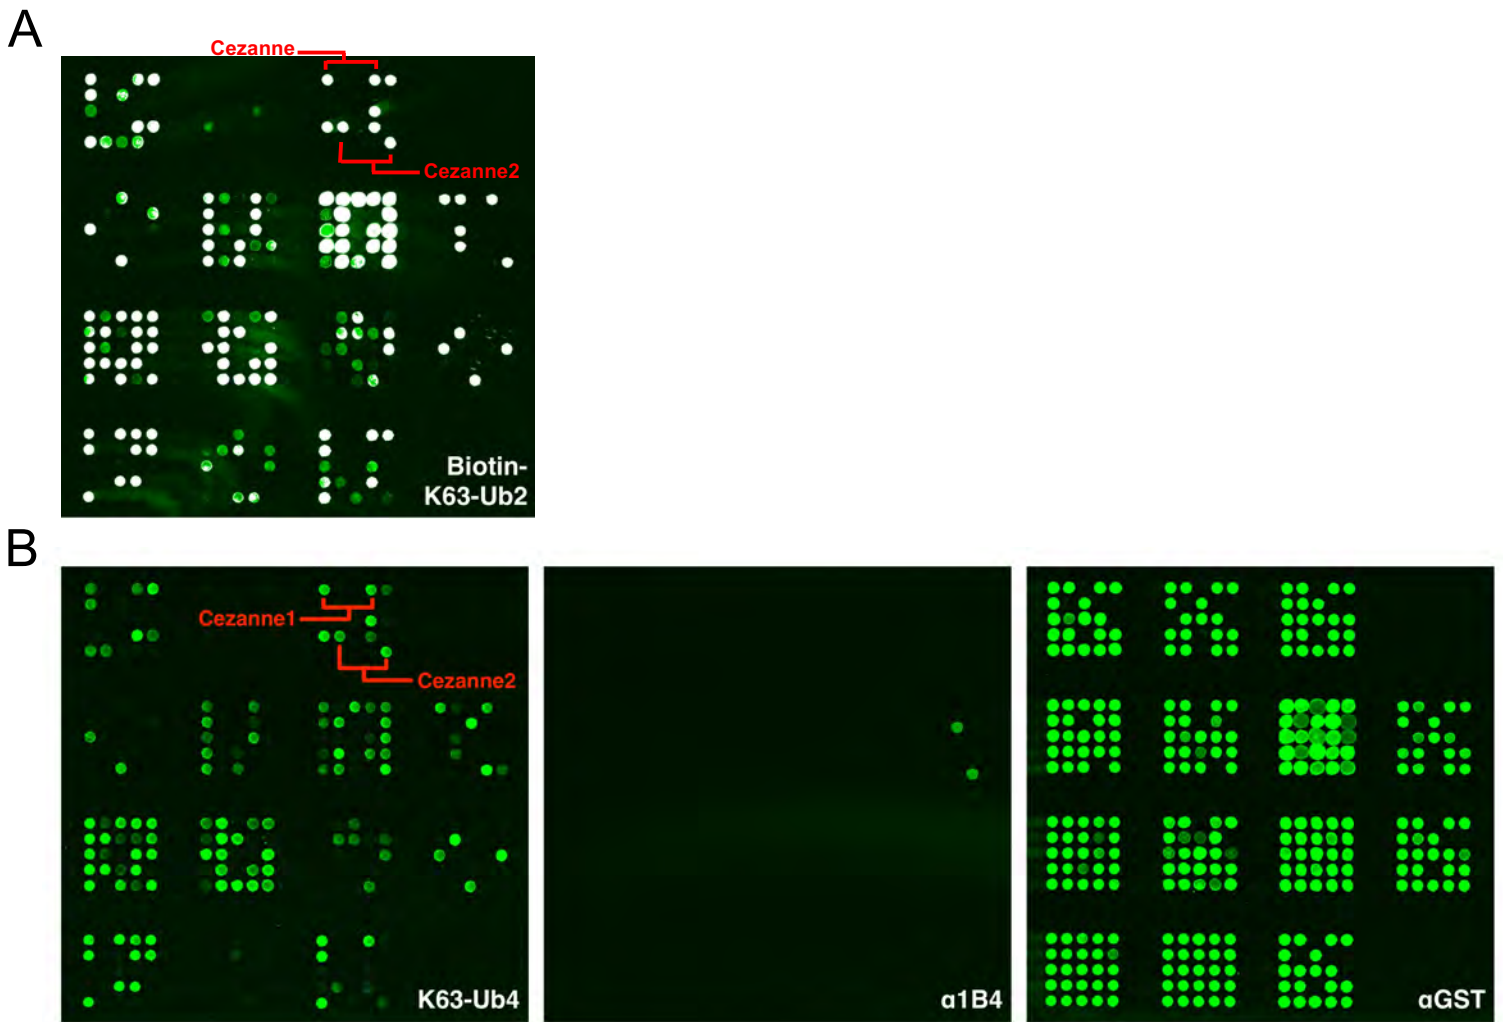 A
Cezanne
Cezanne2
Biotin-
K63-Ub2
B
Cezanne1
Cezanne2
K63-Ub4
α1B4
αGST